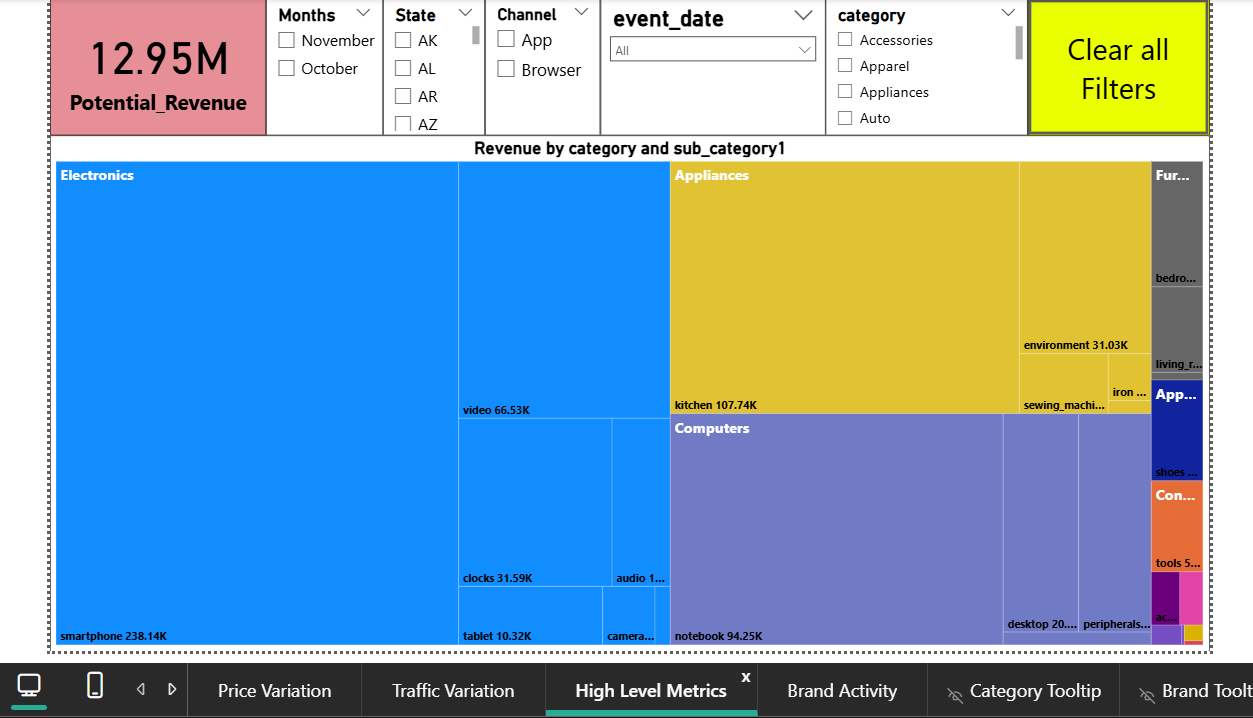 12.95M
Potential_Revenue
Months
November
October
State
AK
AL
AR
AZ
Channel
App
Browser
event_date
All
category
Accessories
Apparel
Appliances
Auto
Clear all
Filters
Revenue by category and sub_category1
Electronics
smartphone 238.14K
video 66.53K
clocks 31.59K
audio 1...
tablet 10.32K
camera...
Appliances
kitchen 107.74K
environment 31.03K
sewing_machi...
iron ...
Computers
notebook 94.25K
desktop 20....
peripherals...
Fur...
bedro...
living_r...
App...
shoes ...
Con...
tools 5...
ac...
Price Variation
Traffic Variation
High Level Metrics
x
Brand Activity
Category Tooltip
Brand Toolt